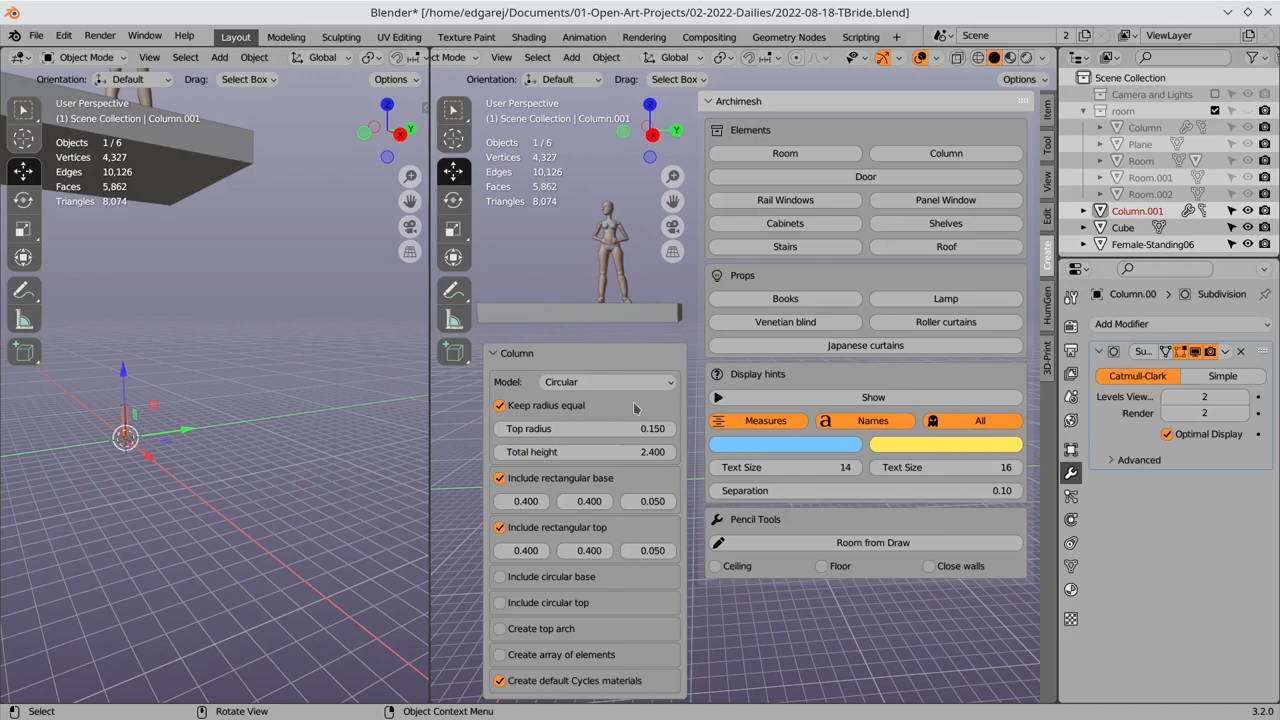 Blender* [/home/edgarej/Documents/01-Open-Art-Projects/02-2022-Dailies/2022-08-18-TBride.blend]
File Edit Render Window Help Layout Modeling Sculpting UV Editing Texture Paint Shading Animation Rendering Compositing Geometry Nodes Scripting Scene 2 ViewLayer
Object Mode View Select Add Object Global
ct Mode View Select Add Object Global
Orientation: Default Drag: Select Box Options
Orientation: Default Drag: Select Box Options
User Perspective
(1) Scene Collection | Column.001
Objects 1 / 6
Vertices 4,327
Edges 10,126
Faces 5,862
Triangles 8,074
Z
Y
X
User Perspective
(1) Scene Collection | Column.001
Objects 1 / 6
Vertices 4,327
Edges 10,126
Faces 5,862
Triangles 8,074
Z
Y
X
Column
Model: Circular
Keep radius equal
Top radius 0.150
Total height 2.400
Include rectangular base
0.400 0.400 0.050
Include rectangular top
0.400 0.400 0.050
Include circular base
Include circular top
Create top arch
Create array of elements
Create default Cycles materials
Archimesh
Elements
Room Column
Door
Rail Windows Panel Window
Cabinets Shelves
Stairs Roof
Props
Books Lamp
Venetian blind Roller curtains
Japanese curtains
Display hints
Show
Measures a Names All
Text Size 14 Text Size 16
Separation 0.10
Pencil Tools
Room from Draw
Ceiling Floor Close walls
Item
Tool
View
Edit
Create
HumGen
3D-Print
Scene Collection
Camera and Lights
room
Column
Plane
Room
Room.001
Room.002
Column.001
Cube
Female-Standing06
Column.00 Subdivision
Add Modifier
Su...
Catmull-Clark Simple
Levels View... 2
Render 2
Optimal Display
Advanced
Select Rotate View Object Context Menu 3.2.0